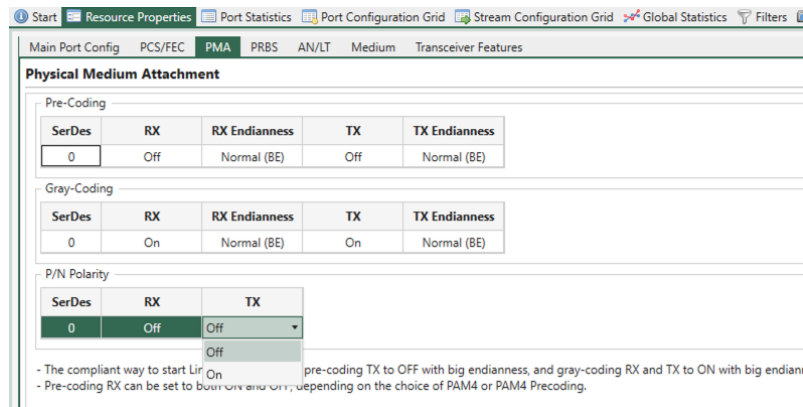 Start Resource Properties Port Statistics Port Configuration Grid Stream Configuration Grid Global Statistics Filters
Main Port Config PCS/FEC PMA PRBS AN/LT Medium Transceiver Features
Physical Medium Attachment
Pre-Coding
SerDes RX RX Endianness TX TX Endianness
0 Off Normal (BE) Off Normal (BE)
Gray-Coding
SerDes RX RX Endianness TX TX Endianness
0 On Normal (BE) On Normal (BE)
P/N Polarity
SerDes RX TX
0 Off Off
Off
On
- The compliant way to start pre-coding TX to OFF with big endianness, and gray-coding RX and TX to ON with big
- Pre-coding RX can be set to both ON and OFF, depending on the choice of PAM4 or PAM4 Precoding.